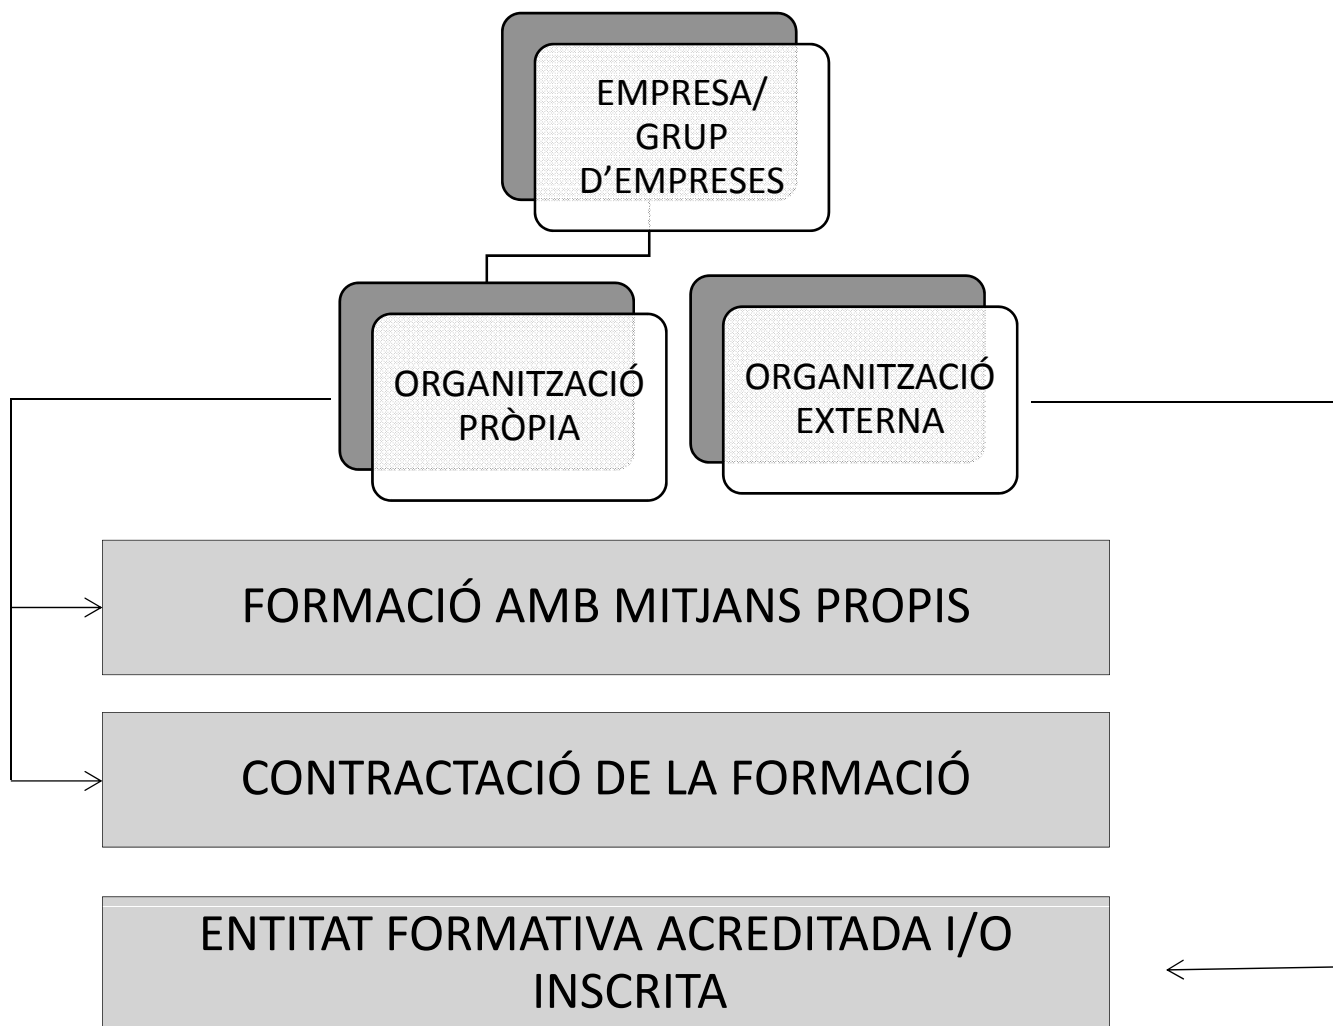 EMPRESA/
GRUP
D’EMPRESES
ORGANITZACIÓ
PRÒPIA
ORGANITZACIÓ
EXTERNA
FORMACIÓ AMB MITJANS PROPIS
CONTRACTACIÓ DE LA FORMACIÓ
ENTITAT FORMATIVA ACREDITADA I/O
INSCRITA